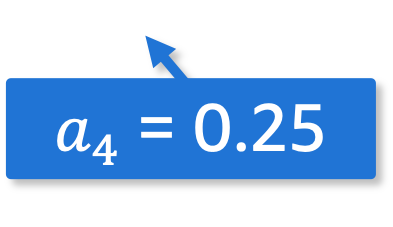 a₄ = 0.25